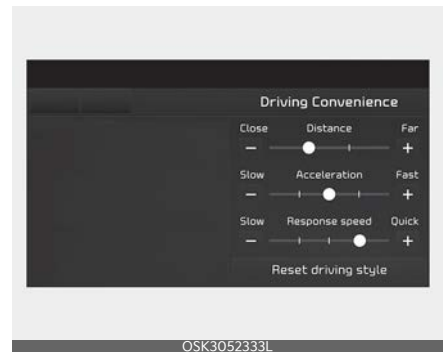 Driving Convenience
Close Distance Far
− +
Slow Acceleration Fast
− +
Slow Response speed Quick
− +
Reset driving style
OSK3052333L